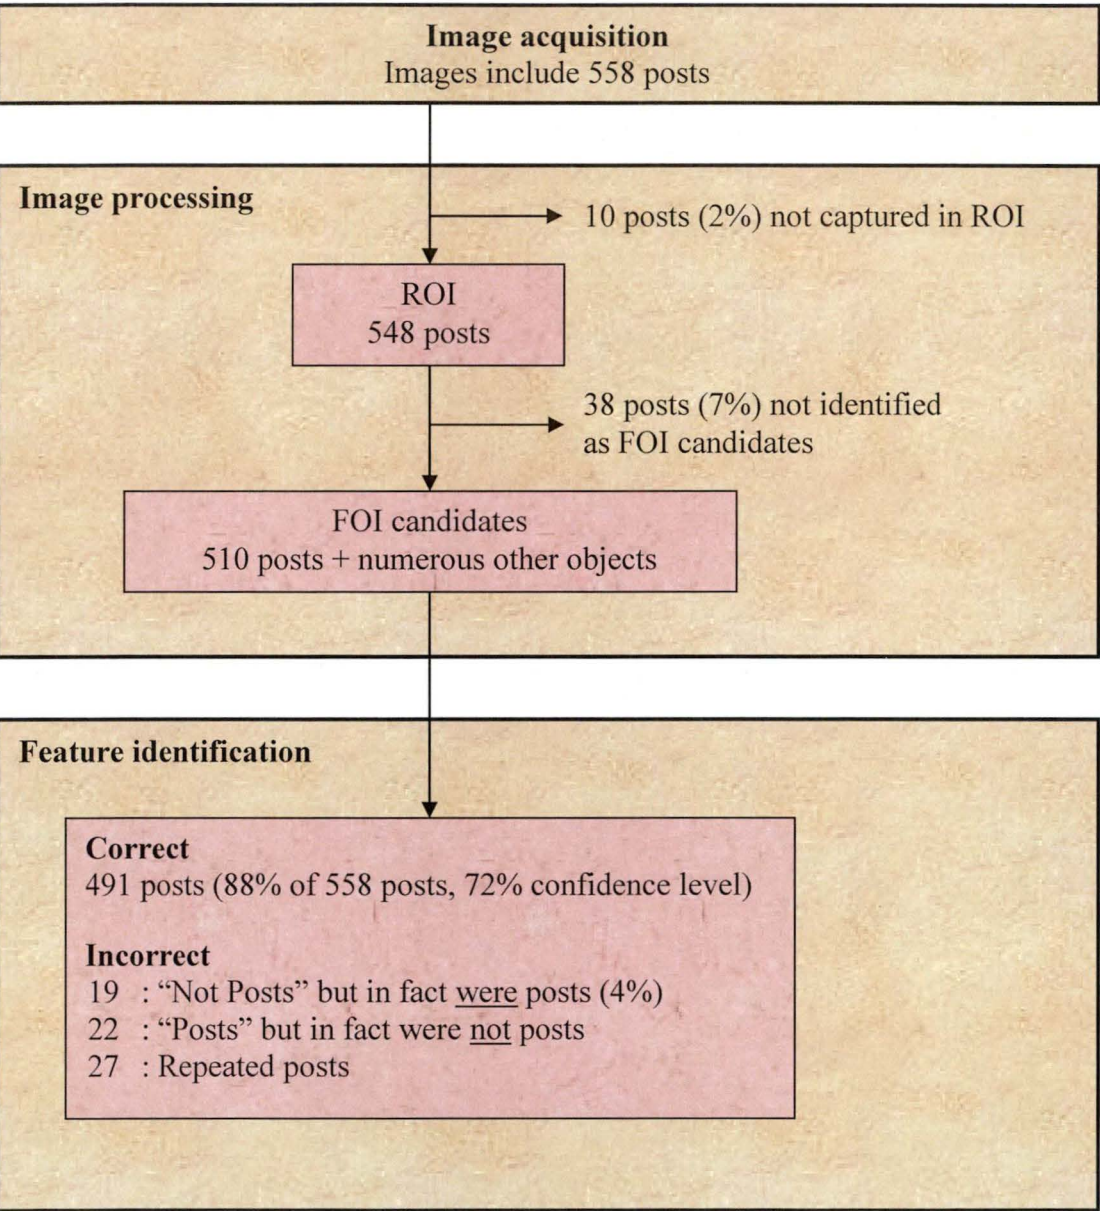 Image acquisition
Images include 558 posts
Image processing
10 posts (2%) not captured in ROI
ROI
548 posts
38 posts (7%) not identified
as FOI candidates
FOI candidates
510 posts + numerous other objects
Feature identification
Correct
491 posts (88% of 558 posts, 72% confidence level)
Incorrect
19 : “Not Posts” but in fact were posts (4%)
22 : “Posts” but in fact were not posts
27 : Repeated posts